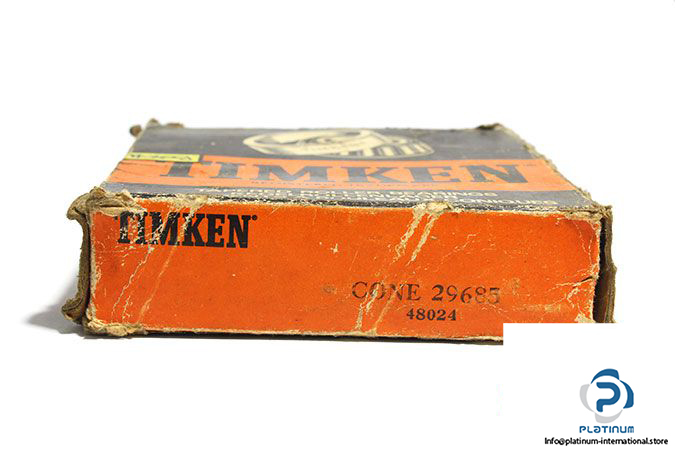 TIMKEN
TIMKEN
CONE 29685
48024
PLATINUM
Info@platinum-international.store